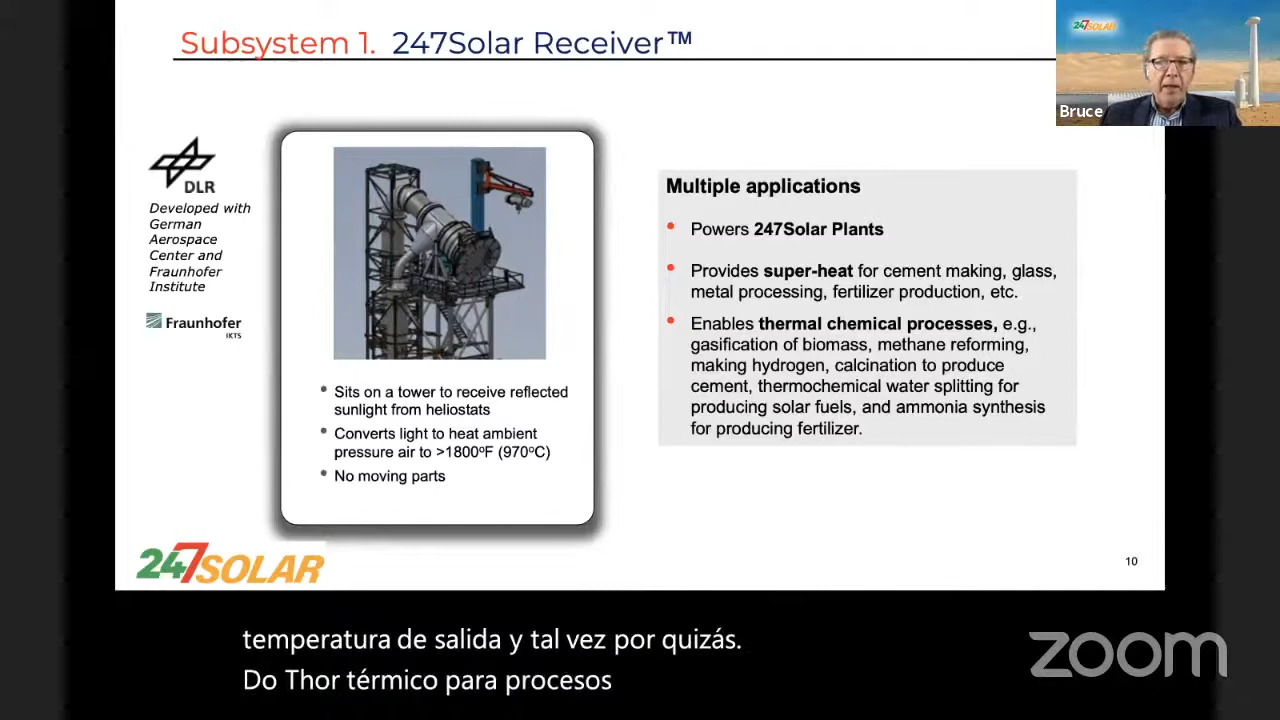 Subsystem 1. 247Solar Receiver™
247SOLAR
Bruce
DLR
Developed with
German
Aerospace
Center and
Fraunhofer
Institute
Fraunhofer
IKTS
• Sits on a tower to receive reflected
sunlight from heliostats
• Converts light to heat ambient
pressure air to >1800ºF (970ºC)
• No moving parts
Multiple applications
• Powers 247Solar Plants
• Provides super-heat for cement making, glass,
metal processing, fertilizer production, etc.
• Enables thermal chemical processes, e.g.,
gasification of biomass, methane reforming,
making hydrogen, calcination to produce
cement, thermochemical water splitting for
producing solar fuels, and ammonia synthesis
for producing fertilizer.
247SOLAR
10
temperatura de salida y tal vez por quizás.
Do Thor térmico para procesos
zoom